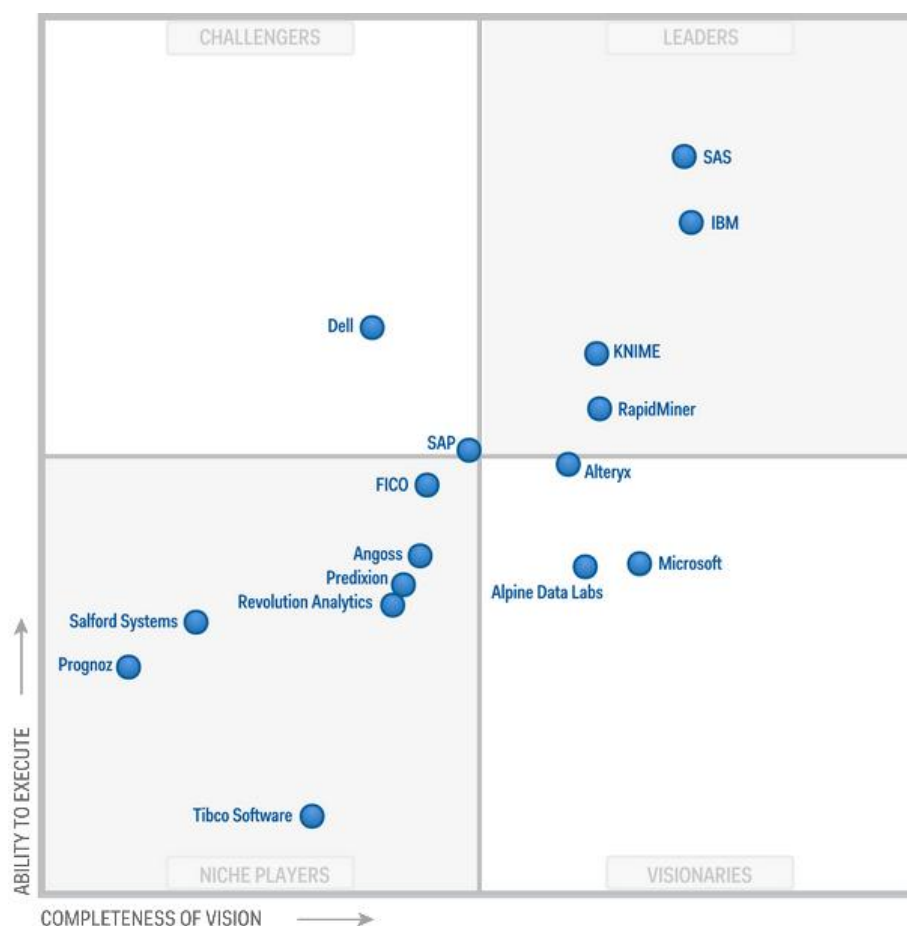 CHALLENGERS
LEADERS
SAS
IBM
Dell
KNIME
RapidMiner
SAP
Alteryx
FICO
Angoss
Microsoft
Predixion
Alpine Data Labs
Revolution Analytics
Salford Systems
Prognoz
Tibco Software
NICHE PLAYERS
VISIONARIES
ABILITY TO EXECUTE
COMPLETENESS OF VISION